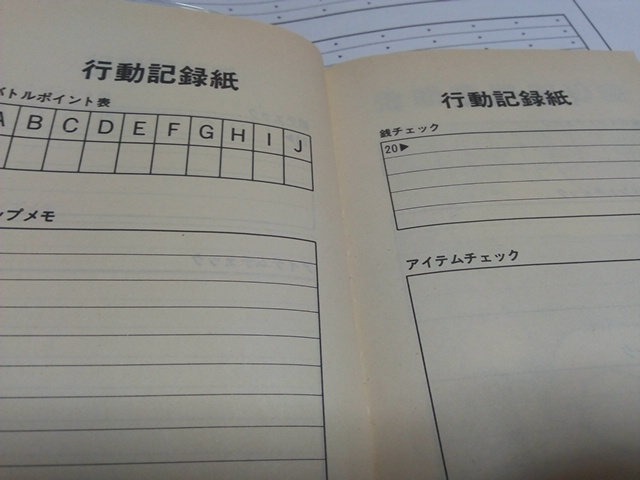 行動記録紙
バトルポイント表
A B C D E F G H I J
ップメモ
行動記録紙
銭チェック
20▶
アイテムチェック